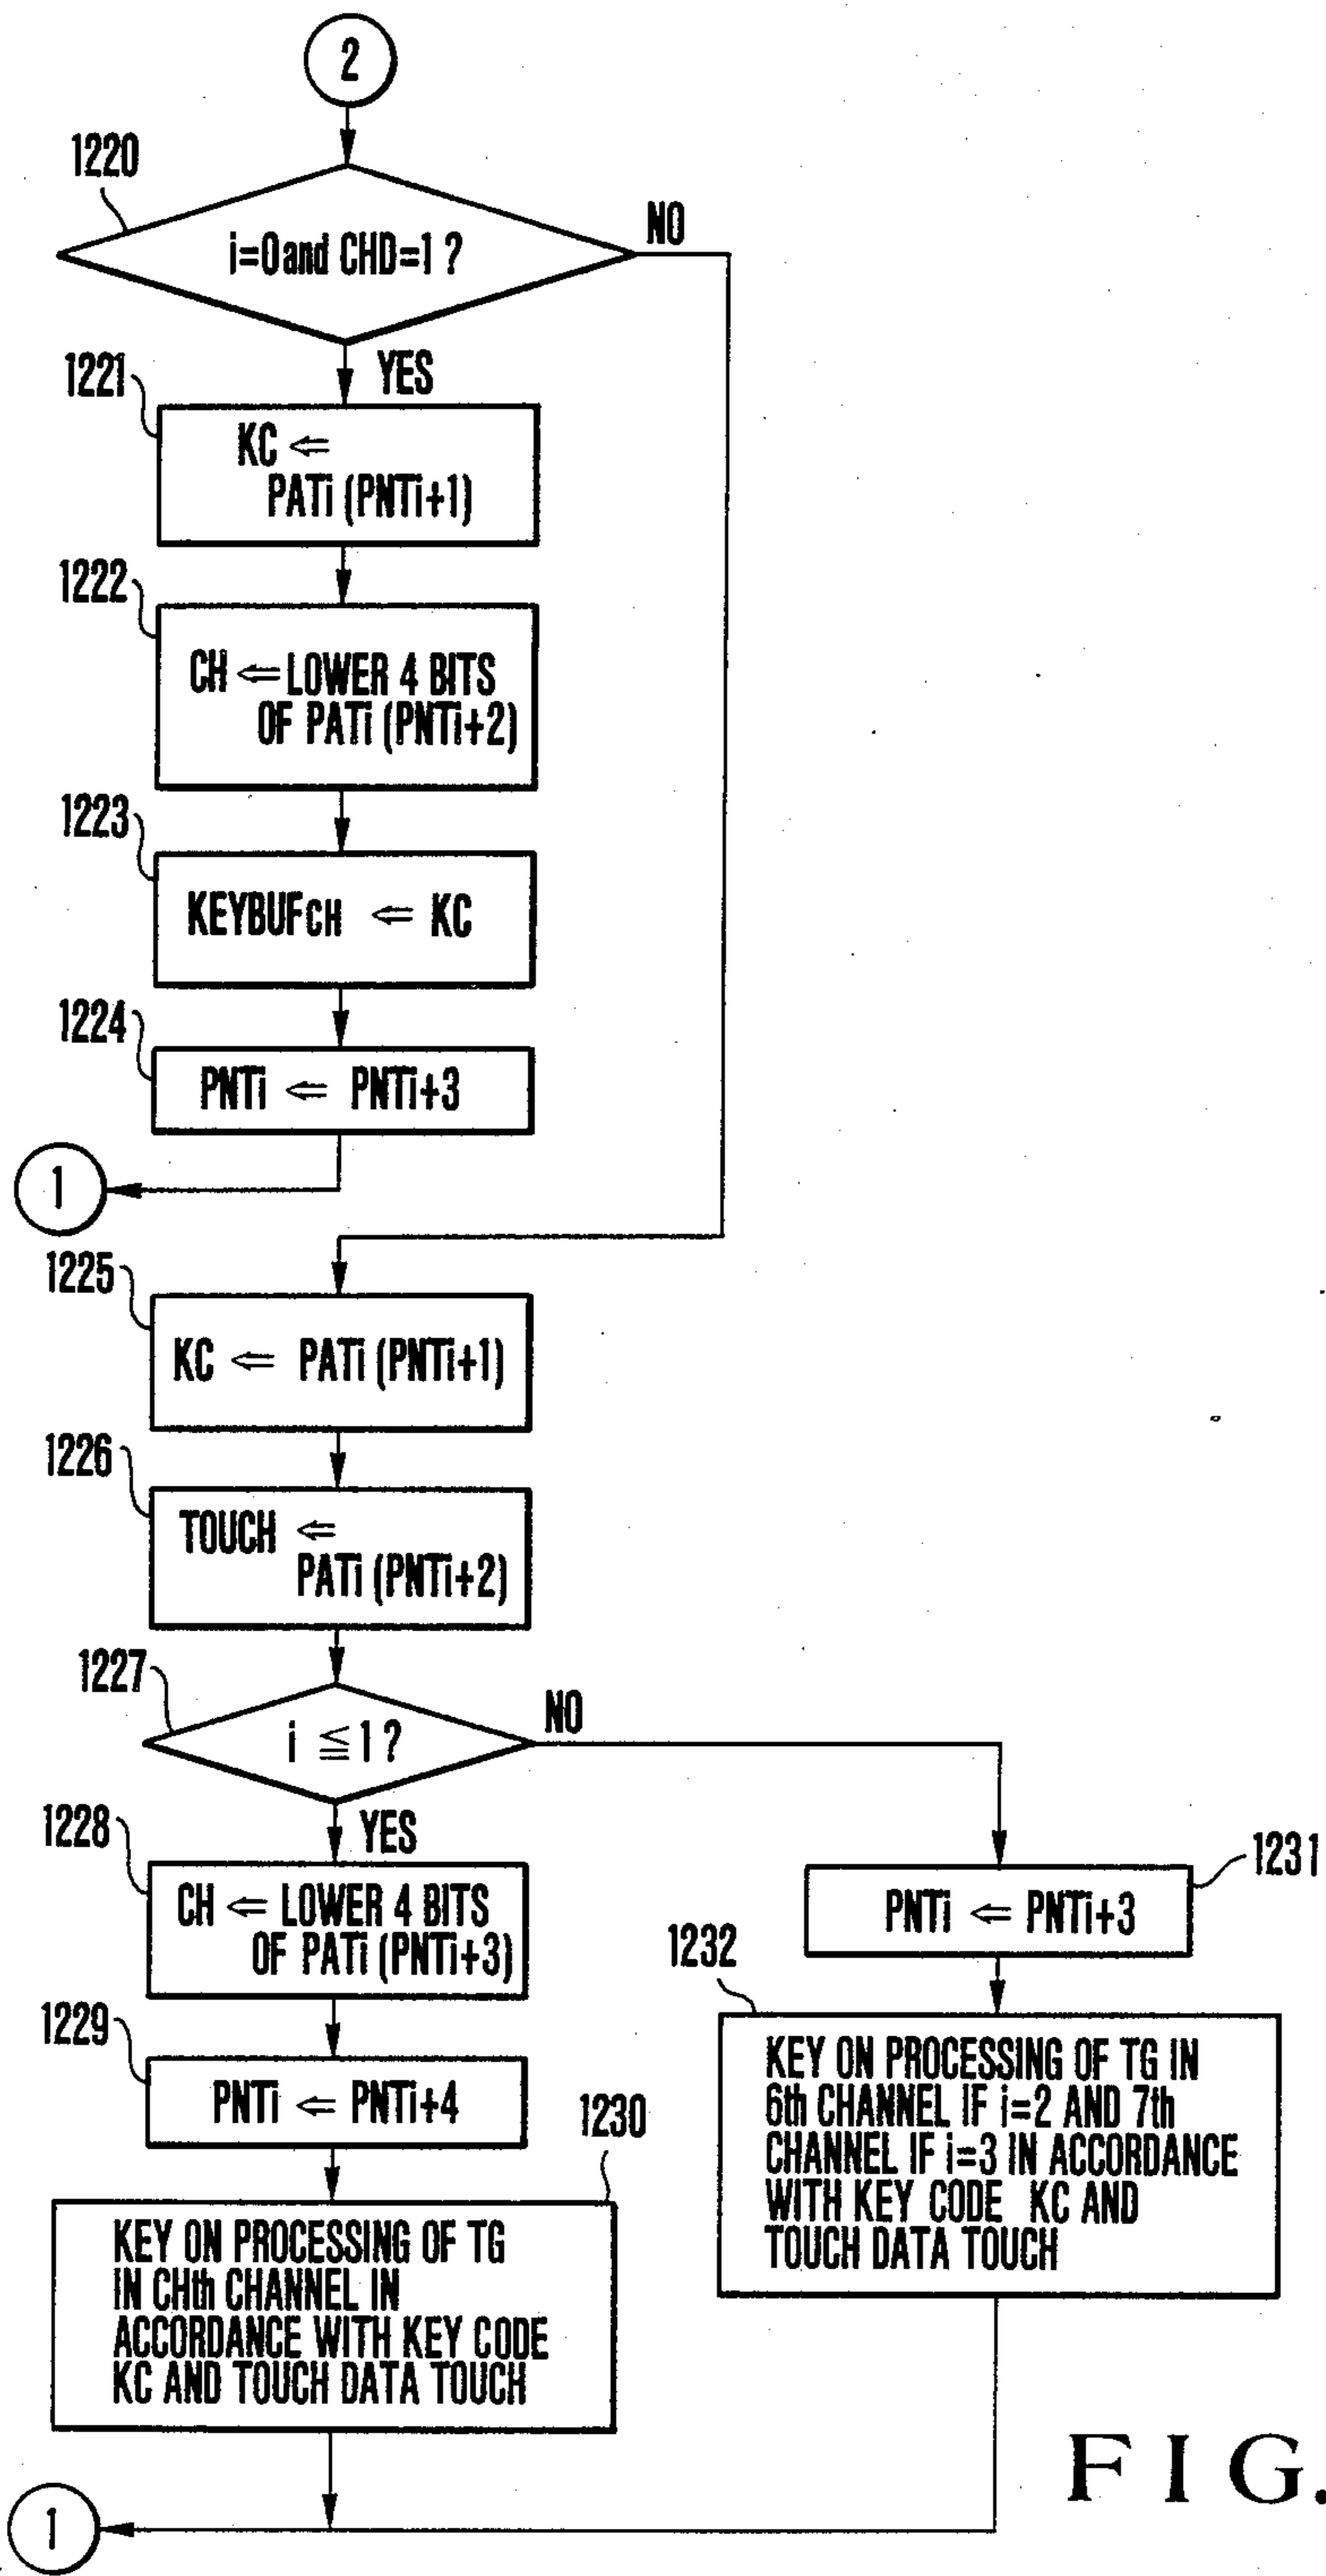 2
1220
i=0 and CHD=1 ?
NO
YES
1221
KC ⇐
PATi (PNTi+1)
1222
CH ⇐ LOWER 4 BITS
OF PATi (PNTi+2)
1223
KEYBUFCH ⇐ KC
1224
PNTi ⇐ PNTi+3
1
1225
KC ⇐ PATi (PNTi+1)
1226
TOUCH ⇐
PATi (PNTi+2)
1227
i ≦ 1 ?
NO
YES
1228
CH ⇐ LOWER 4 BITS
OF PATi (PNTi+3)
1229
PNTi ⇐ PNTi+4
1230
KEY ON PROCESSING OF TG
IN CHth CHANNEL IN
ACCORDANCE WITH KEY CODE
KC AND TOUCH DATA TOUCH
1231
PNTi ⇐ PNTi+3
1232
KEY ON PROCESSING OF TG IN
6th CHANNEL IF i=2 AND 7th
CHANNEL IF i=3 IN ACCORDANCE
WITH KEY CODE KC AND
TOUCH DATA TOUCH
1
FIG.